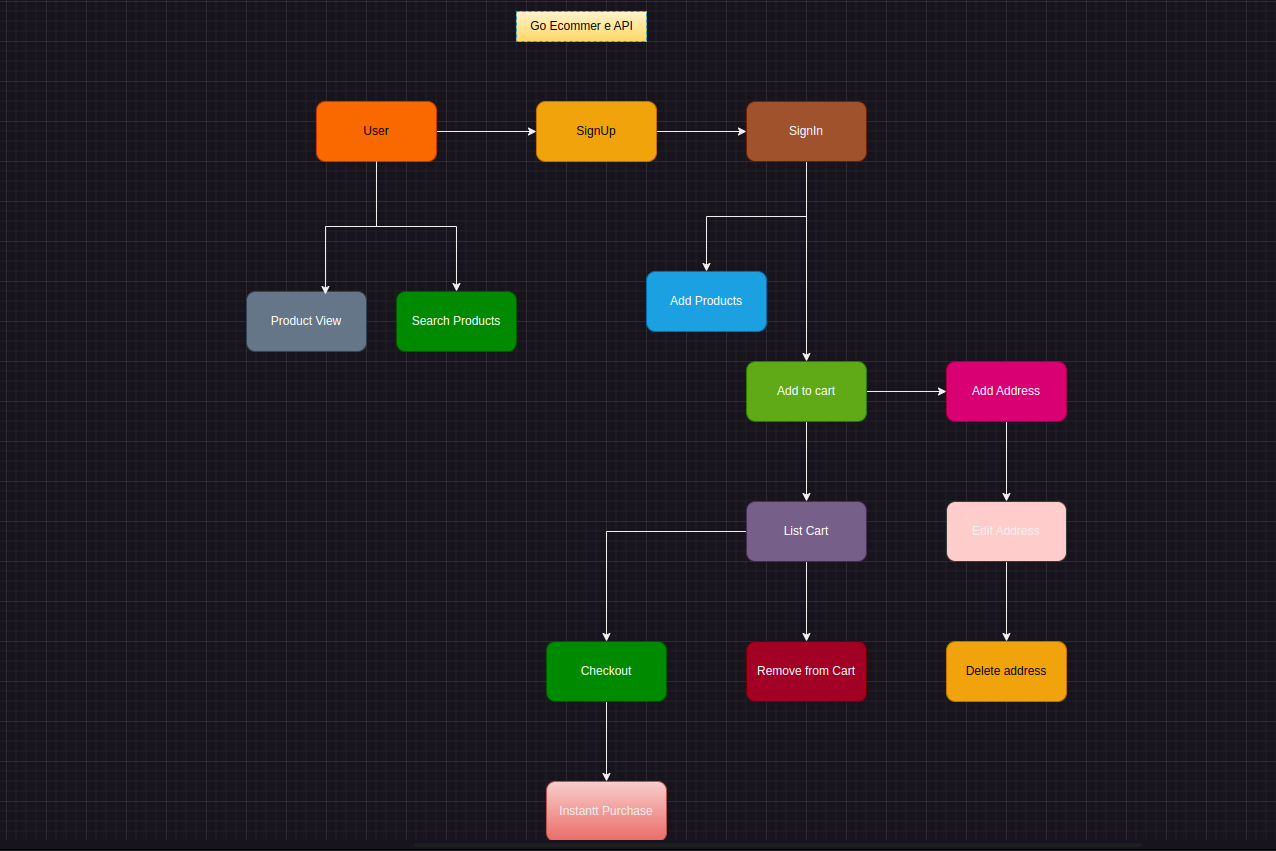 Go Ecommer e API
User
SignUp
SignIn
Add Products
Product View
Search Products
Add to cart
Add Address
List Cart
Edit Address
Checkout
Remove from Cart
Delete address
Instantt Purchase